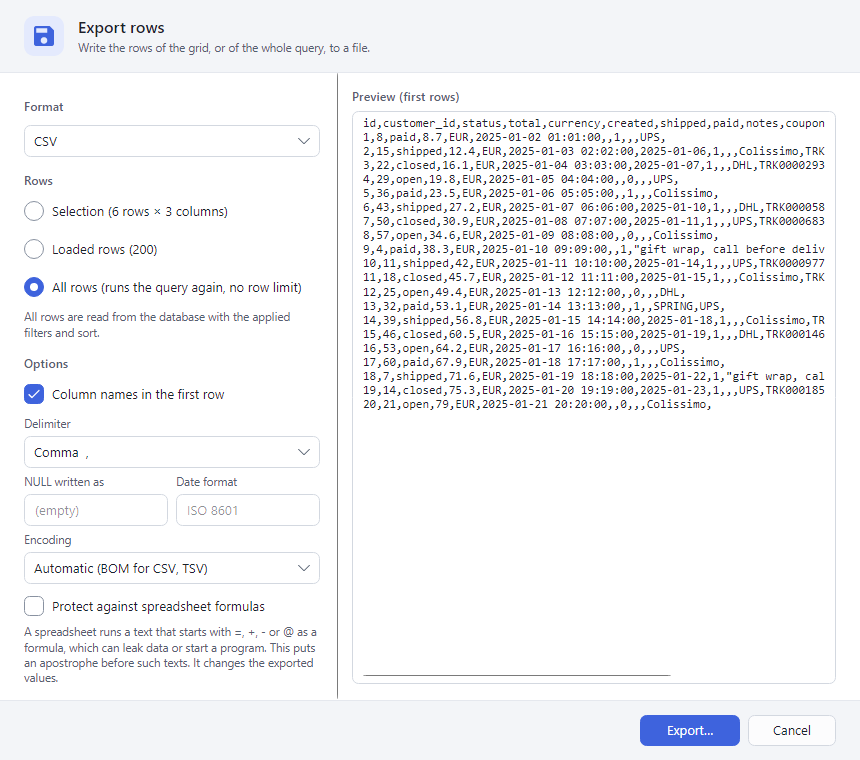 Export rows
Write the rows of the grid, or of the whole query, to a file.
Format
CSV
Rows
Selection (6 rows × 3 columns)
Loaded rows (200)
All rows (runs the query again, no row limit)
All rows are read from the database with the applied
filters and sort.
Options
Column names in the first row
Delimiter
Comma ,
NULL written as
Date format
(empty)
ISO 8601
Encoding
Automatic (BOM for CSV, TSV)
Protect against spreadsheet formulas
A spreadsheet runs a text that starts with =, +, - or @ as a
formula, which can leak data or start a program. This puts
an apostrophe before such texts. It changes the exported
values.
Preview (first rows)
id,customer_id,status,total,currency,created,shipped,paid,notes,coupon
1,8,paid,8.7,EUR,2025-01-02 01:01:00,,1,,,UPS,
2,15,shipped,12.4,EUR,2025-01-03 02:02:00,2025-01-06,1,,,Colissimo,TRK
3,22,closed,16.1,EUR,2025-01-04 03:03:00,2025-01-07,1,,,DHL,TRK0000293
4,29,open,19.8,EUR,2025-01-05 04:04:00,,0,,,UPS,
5,36,paid,23.5,EUR,2025-01-06 05:05:00,,1,,,Colissimo,
6,43,shipped,27.2,EUR,2025-01-07 06:06:00,2025-01-10,1,,,DHL,TRK000058
7,50,closed,30.9,EUR,2025-01-08 07:07:00,2025-01-11,1,,,UPS,TRK0000683
8,57,open,34.6,EUR,2025-01-09 08:08:00,,0,,,Colissimo,
9,4,paid,38.3,EUR,2025-01-10 09:09:00,,1,"gift wrap, call before deliv
10,11,shipped,42,EUR,2025-01-11 10:10:00,2025-01-14,1,,,UPS,TRK0000977
11,18,closed,45.7,EUR,2025-01-12 11:11:00,2025-01-15,1,,,Colissimo,TRK
12,25,open,49.4,EUR,2025-01-13 12:12:00,,0,,,DHL,
13,32,paid,53.1,EUR,2025-01-14 13:13:00,,1,,SPRING,UPS,
14,39,shipped,56.8,EUR,2025-01-15 14:14:00,2025-01-18,1,,,Colissimo,TR
15,46,closed,60.5,EUR,2025-01-16 15:15:00,2025-01-19,1,,,DHL,TRK000146
16,53,open,64.2,EUR,2025-01-17 16:16:00,,0,,,UPS,
17,60,paid,67.9,EUR,2025-01-18 17:17:00,,1,,,Colissimo,
18,7,shipped,71.6,EUR,2025-01-19 18:18:00,2025-01-22,1,"gift wrap, cal
19,14,closed,75.3,EUR,2025-01-20 19:19:00,2025-01-23,1,,,UPS,TRK000185
20,21,open,79,EUR,2025-01-21 20:20:00,,0,,,Colissimo,
Export...
Cancel